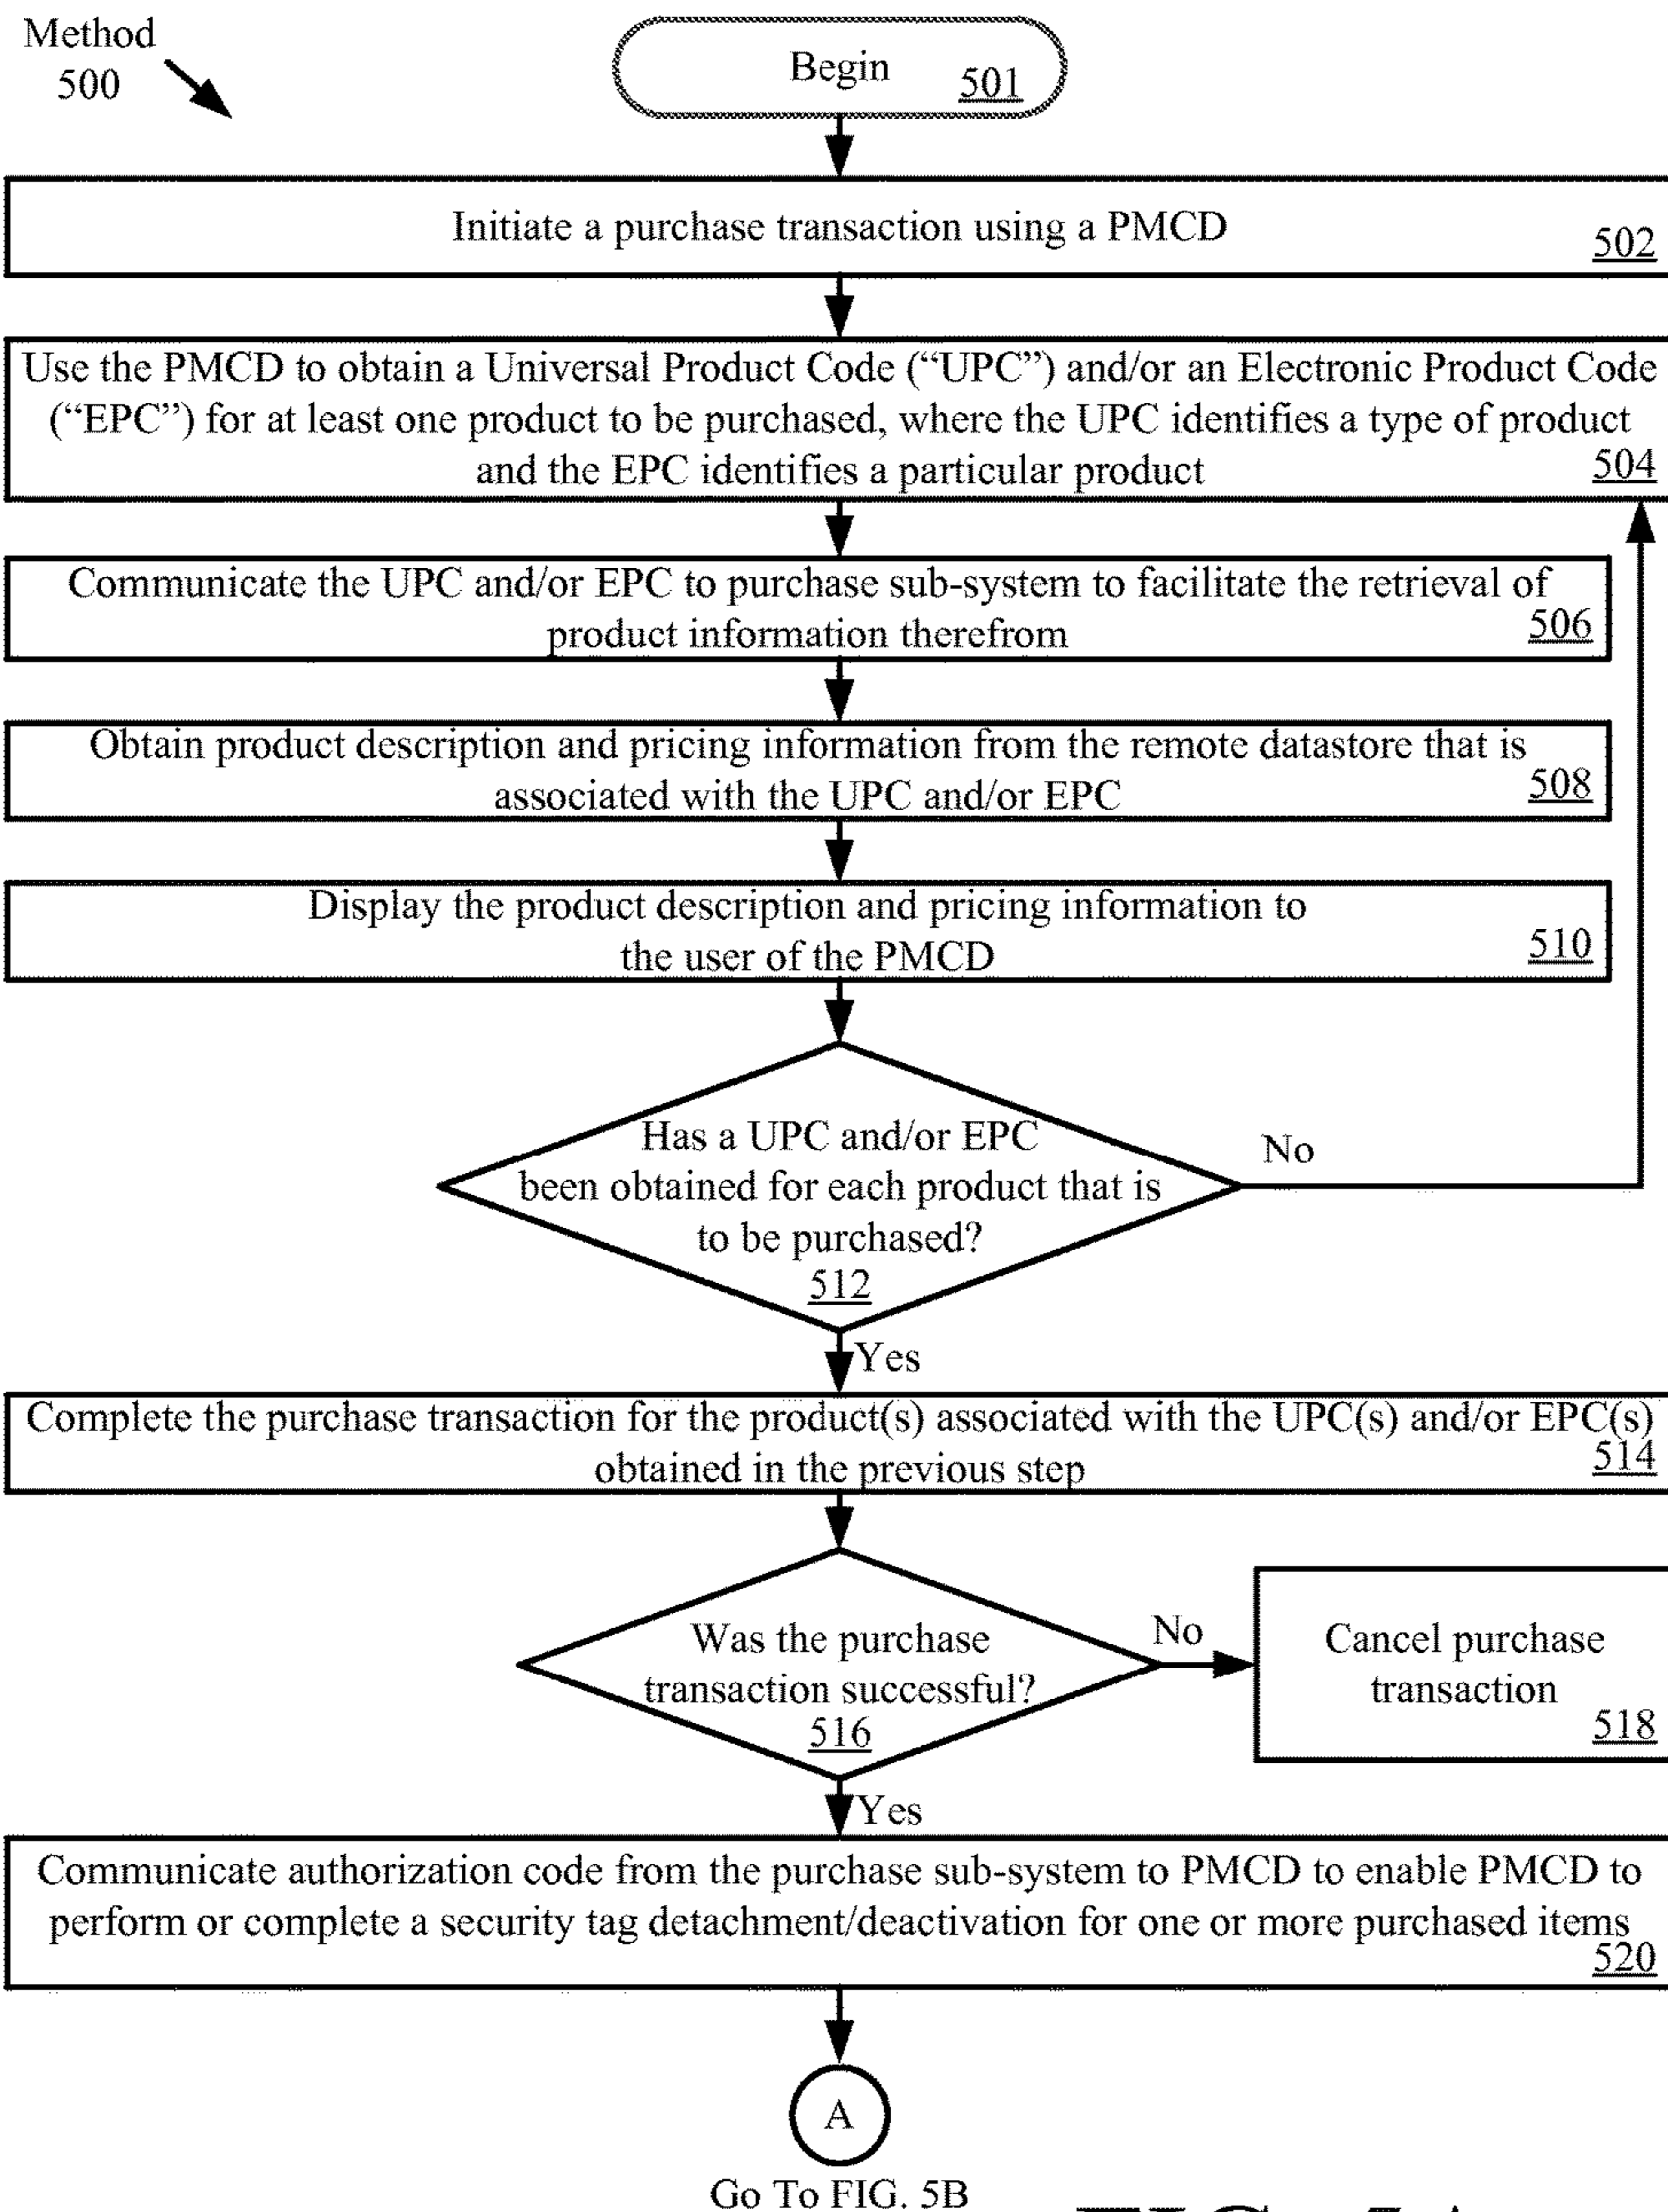 Method
500
Begin 501
Initiate a purchase transaction using a PMCD
502
Use the PMCD to obtain a Universal Product Code (“UPC”) and/or an Electronic Product Code
(“EPC”) for at least one product to be purchased, where the UPC identifies a type of product
and the EPC identifies a particular product
504
Communicate the UPC and/or EPC to purchase sub-system to facilitate the retrieval of
product information therefrom
506
Obtain product description and pricing information from the remote datastore that is
associated with the UPC and/or EPC
508
Display the product description and pricing information to
the user of the PMCD
510
Has a UPC and/or EPC
been obtained for each product that is
to be purchased?
512
No
Yes
Complete the purchase transaction for the product(s) associated with the UPC(s) and/or EPC(s)
obtained in the previous step
514
Was the purchase
transaction successful?
516
No
Cancel purchase
transaction
518
Yes
Communicate authorization code from the purchase sub-system to PMCD to enable PMCD to
perform or complete a security tag detachment/deactivation for one or more purchased items
520
A
Go To FIG. 5B